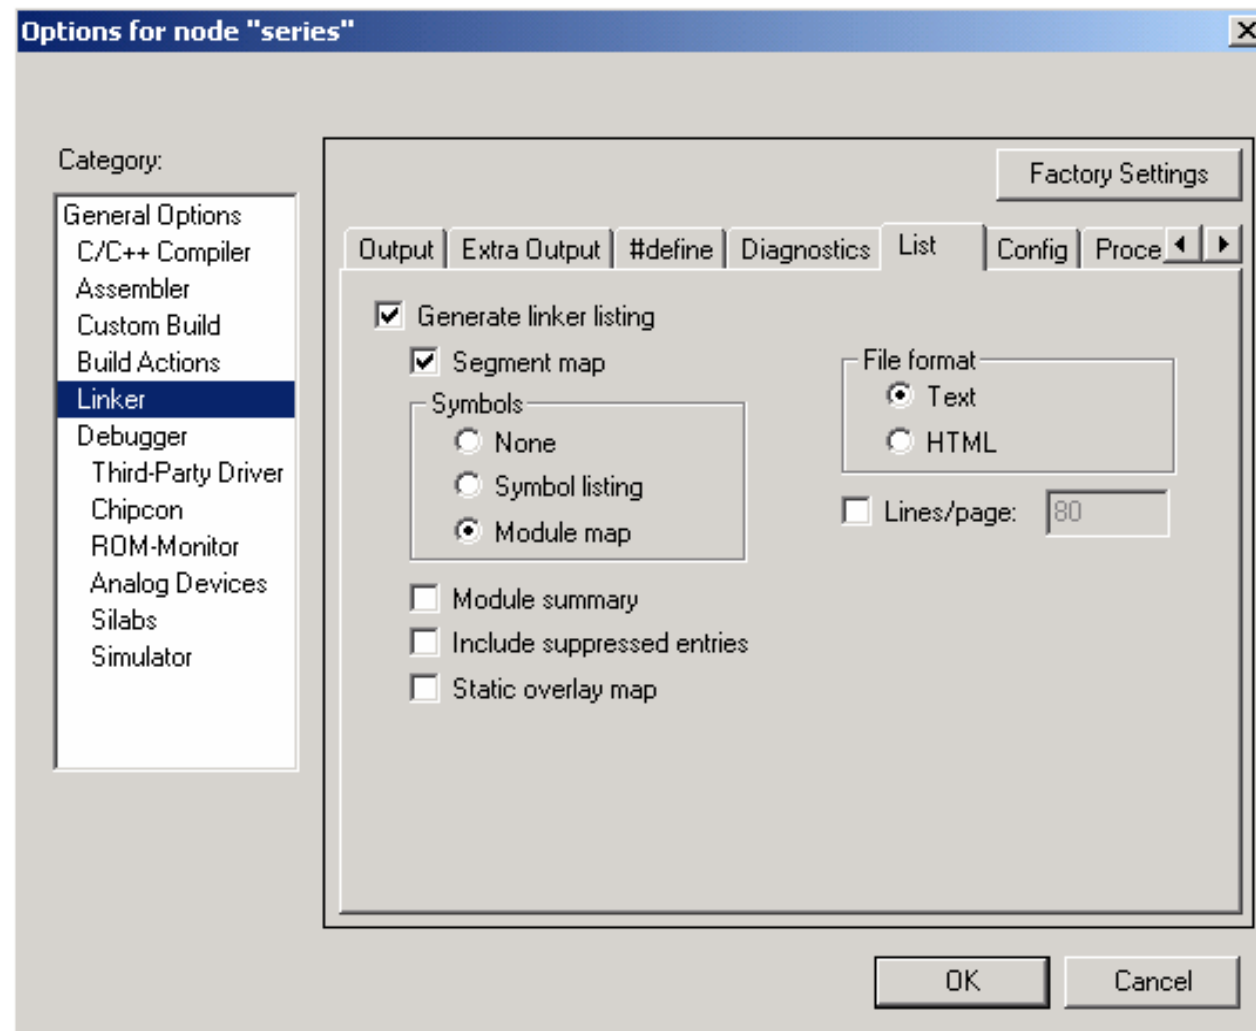 Options for node "series"
Category:
General Options
C/C++ Compiler
Assembler
Custom Build
Build Actions
Linker
Debugger
Third-Party Driver
Chipcon
ROM-Monitor
Analog Devices
Silabs
Simulator
Factory Settings
Output Extra Output #define Diagnostics List Config Proce
Generate linker listing
Segment map
Symbols
None
Symbol listing
Module map
Module summary
Include suppressed entries
Static overlay map
File format
Text
HTML
Lines/page: 80
OK Cancel